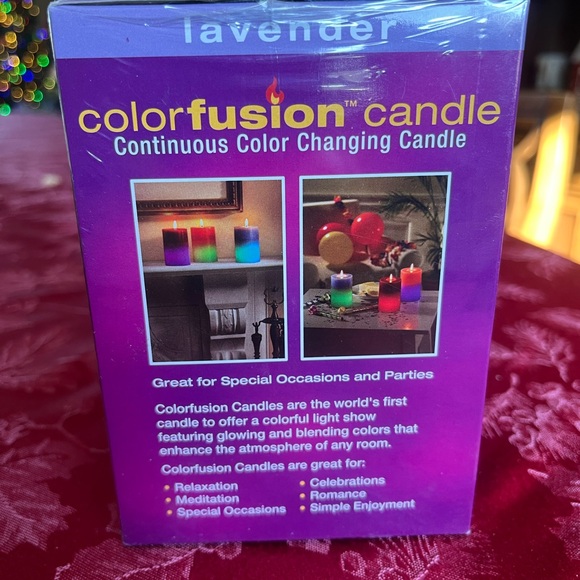 lavender
colorfusion™ candle
Continuous Color Changing Candle
Great for Special Occasions and Parties
Colorfusion Candles are the world's first
candle to offer a colorful light show
featuring glowing and blending colors that
enhance the atmosphere of any room.
Colorfusion Candles are great for:
• Relaxation
• Meditation
• Special Occasions
• Celebrations
• Romance
• Simple Enjoyment